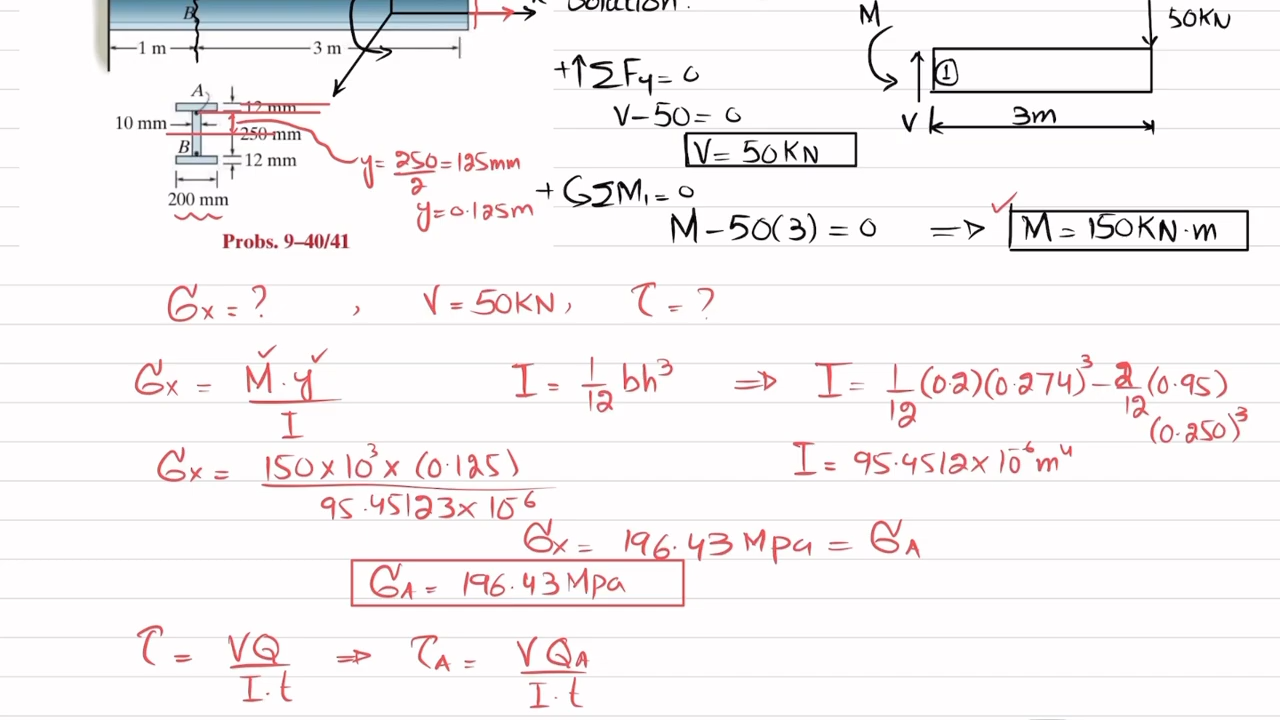 Solution:
B
1 m
3 m
M
50KN
1
V
3m
+↑ΣFy = 0
V-50 = 0
V = 50KN
+ ΣM₁ = 0
M - 50(3) = 0 ⇒ M = 150KN·m
A
12 mm
10 mm
250 mm
B
12 mm
200 mm
y = 250/2 = 125mm
y = 0.125m
Probs. 9–40/41
σx = ? , V = 50KN, τ = ?
σx = M·y/I
I = 1/12 bh³ ⇒ I = 1/12 (0.2)(0.274)³ - 2/12 (0.95)(0.250)³
σx = 150×10³×(0.125)/95.45123×10⁶
I = 95.4512×10⁻⁶m⁴
σx = 196.43 Mpa = σA
σA = 196.43 Mpa
τ = VQ/I·t ⇒ τA = VQA/I·t